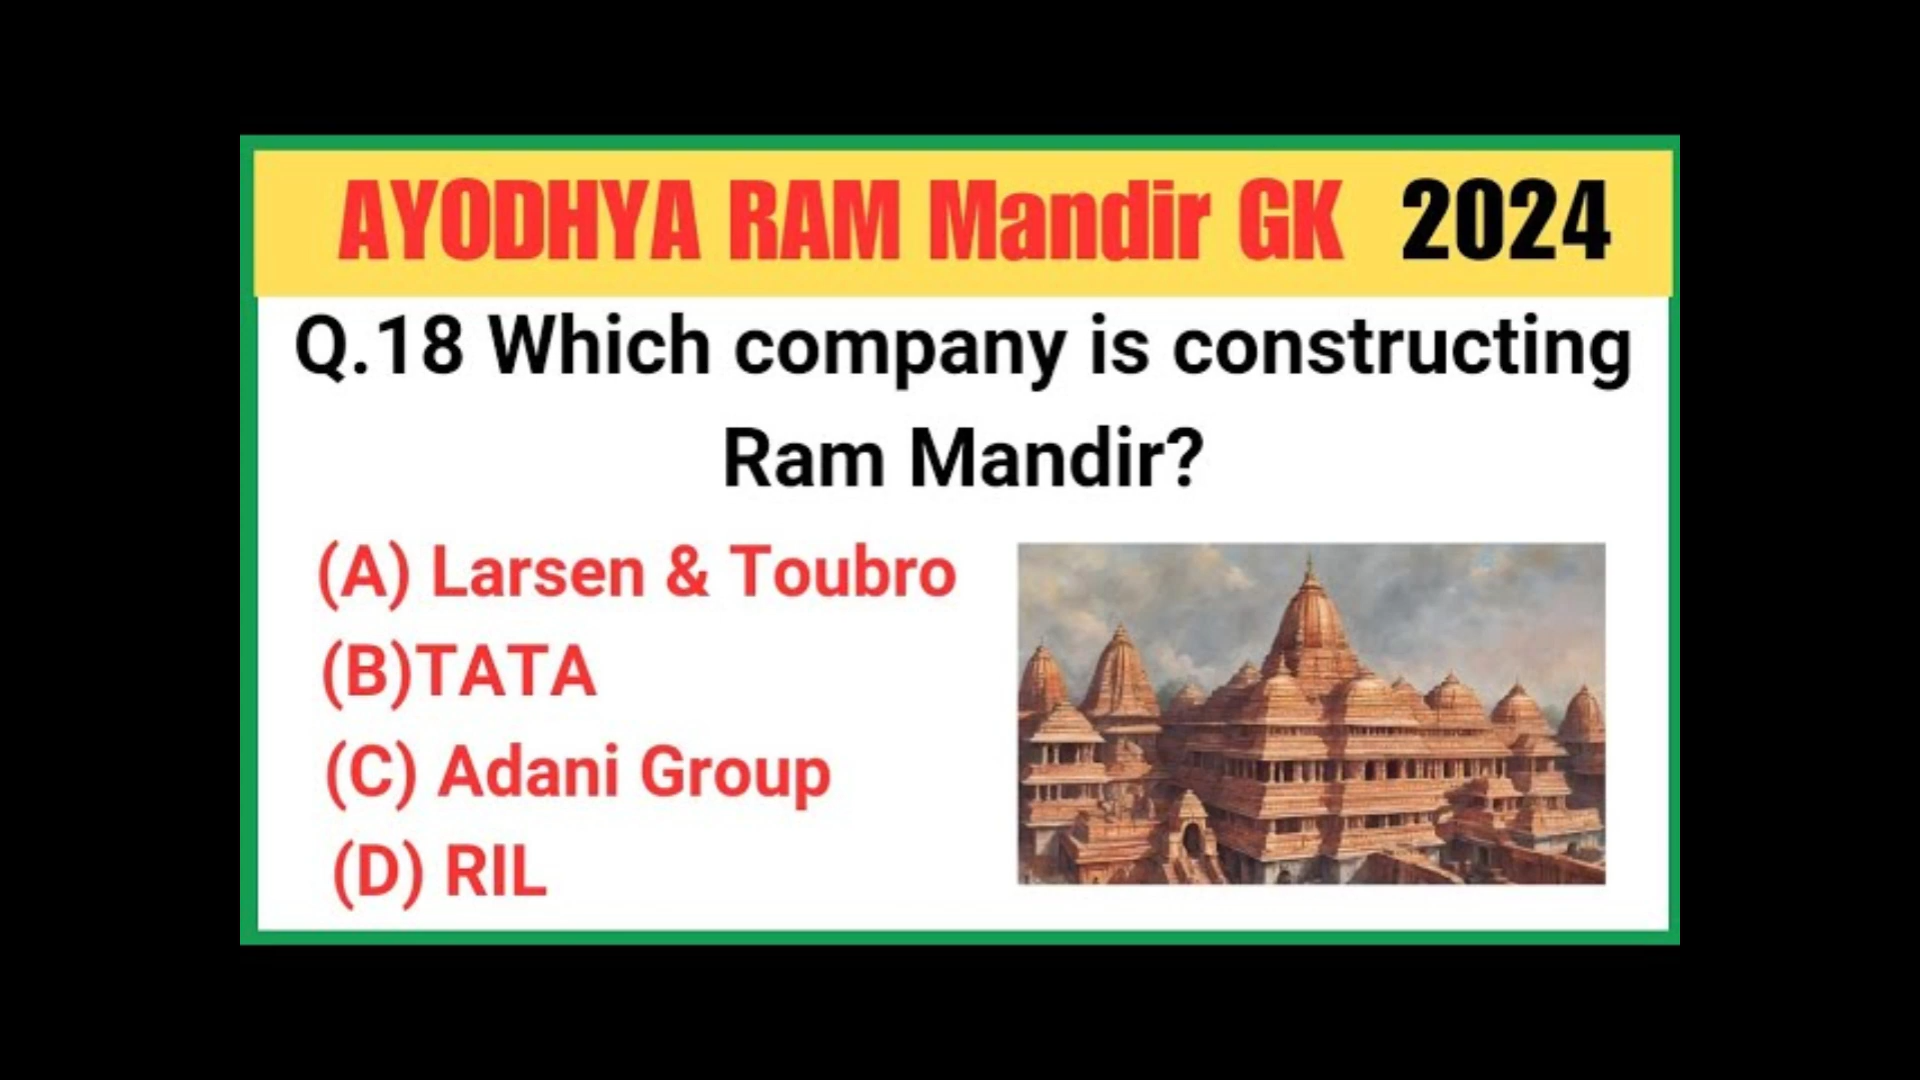 AYODHYA RAM Mandir GK 2024
Q.18 Which company is constructing
Ram Mandir?
(A) Larsen & Toubro
(B)TATA
(C) Adani Group
(D) RIL